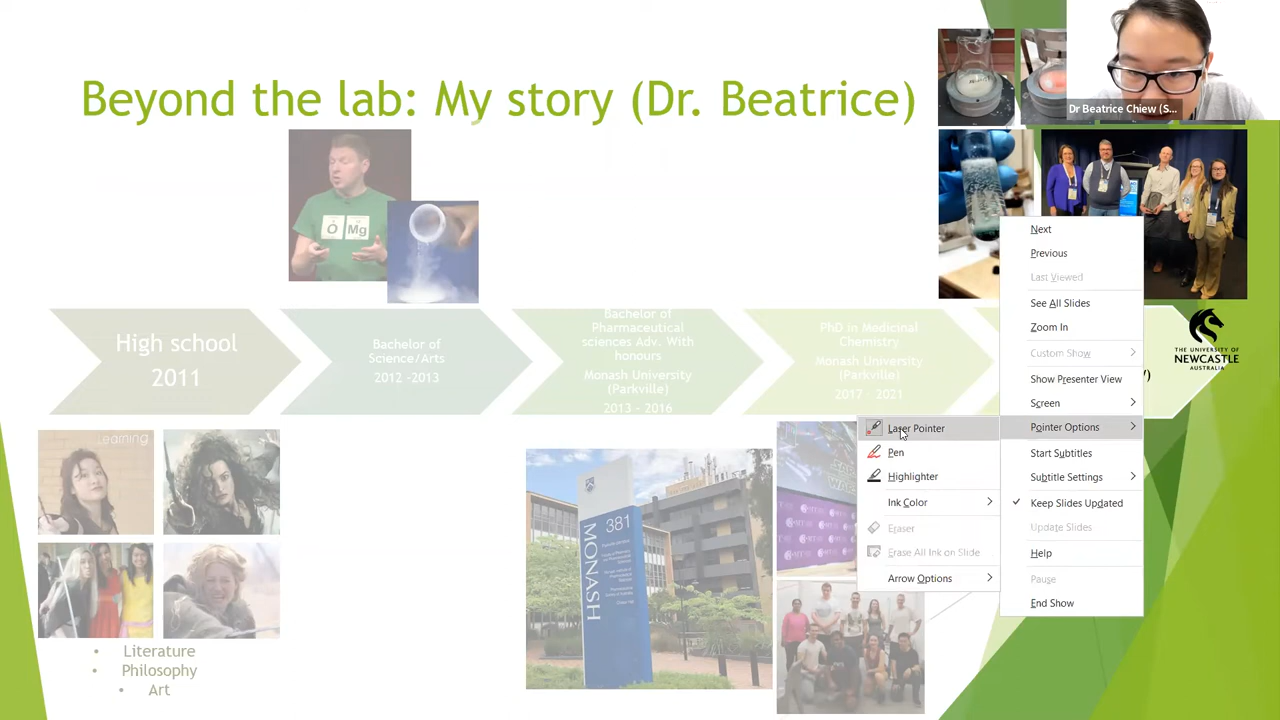 Beyond the lab: My story (Dr. Beatrice)
Dr Beatrice Chiew (S...
O Mg
High school
2011
Bachelor of
Science/Arts
2012 -2013
Bachelor of
Pharmaceutical
sciences Adv. With
honours
Monash University
(Parkville)
2013 - 2016
PhD in Medicinal
Chemistry
Monash University
(Parkville)
2017 - 2021
THE UNIVERSITY OF
NEWCASTLE
AUSTRALIA
Learning
• Literature
• Philosophy
• Art
381
MONASH
Next
Previous
Last Viewed
See All Slides
Zoom In
Custom Show
Show Presenter View
Screen
Pointer Options
Start Subtitles
Subtitle Settings
Keep Slides Updated
Update Slides
Help
Pause
End Show
Laser Pointer
Pen
Highlighter
Ink Color
Eraser
Erase All Ink on Slide
Arrow Options